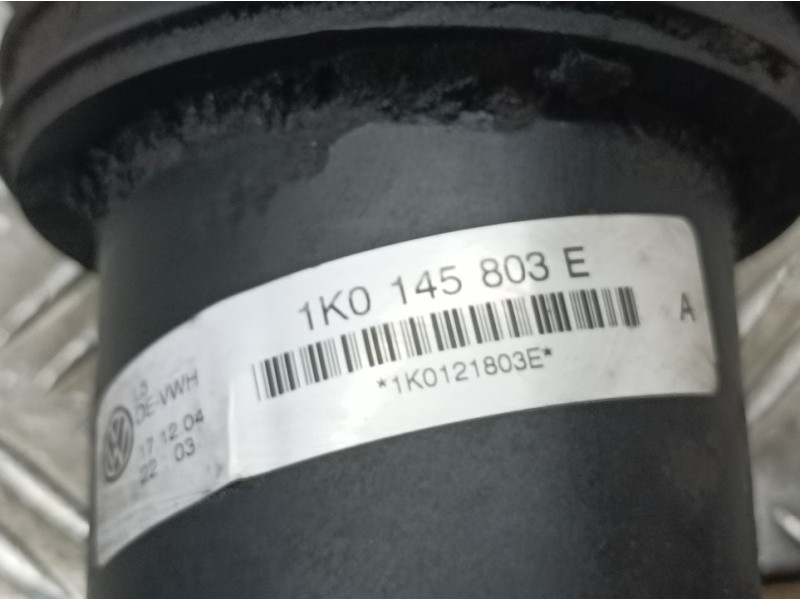 1K0 145 803 E
A
*1K0121803E*
DE-VWH
17 12 04
22 03